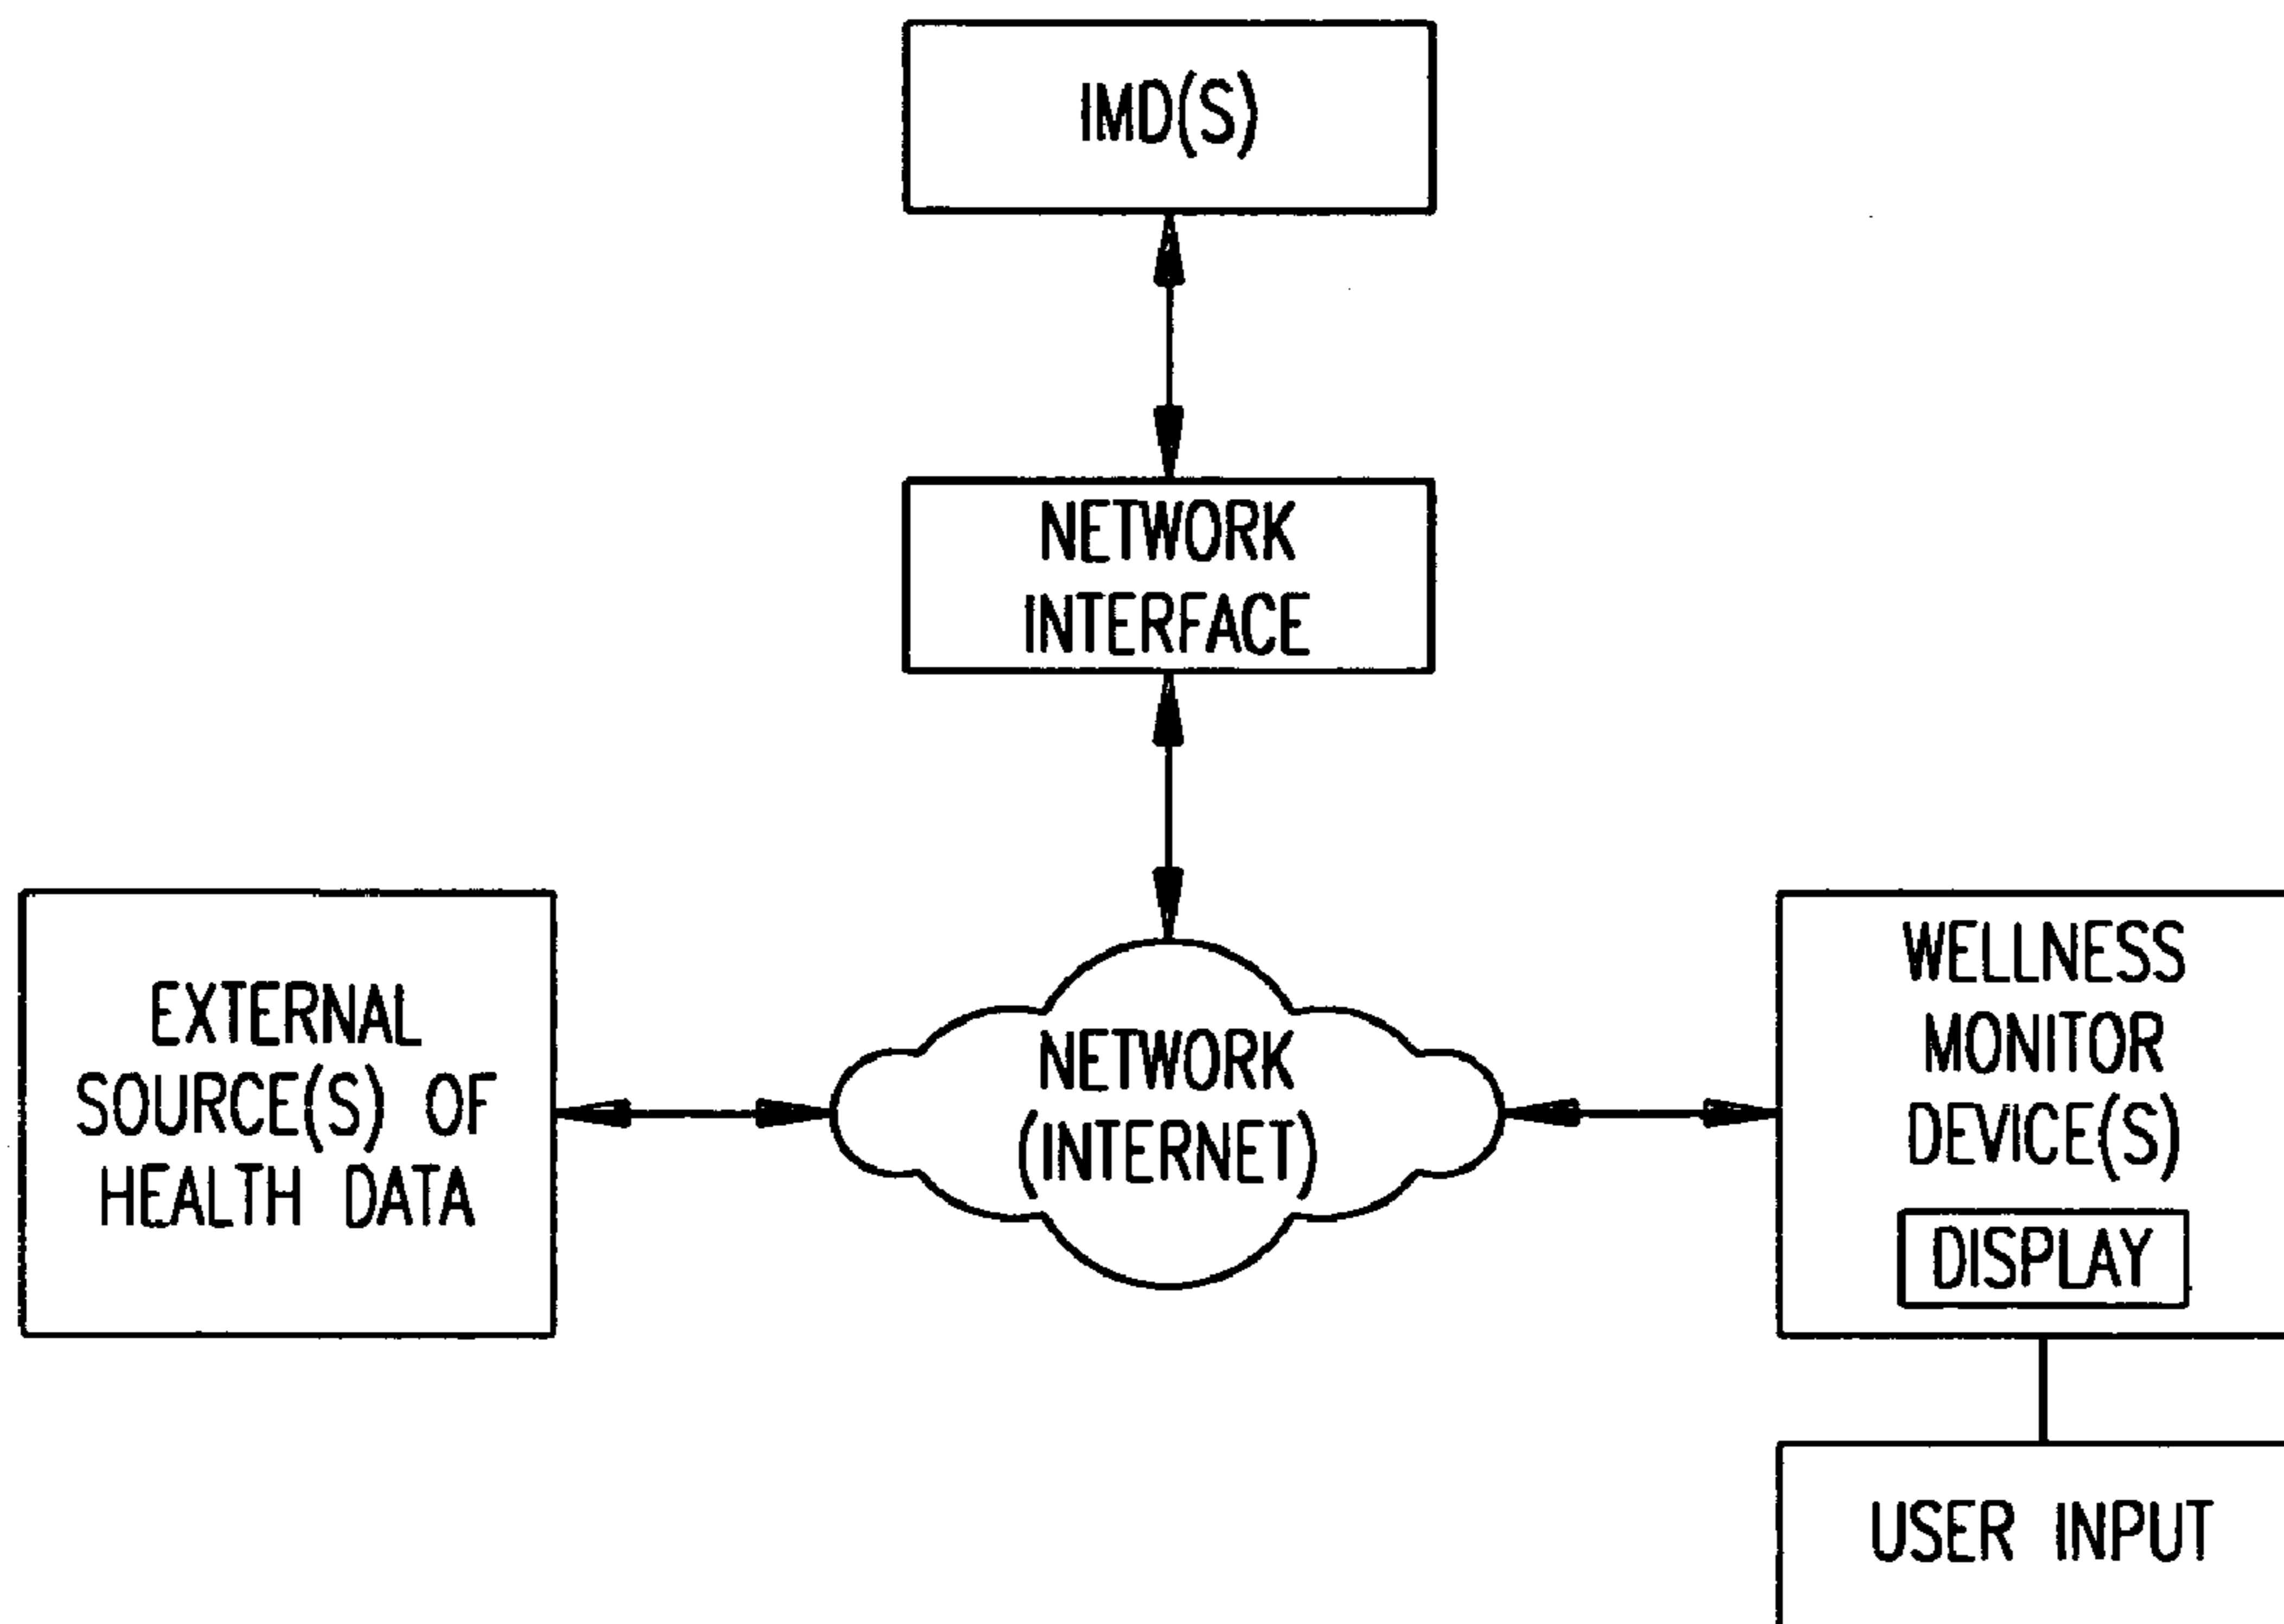 IMD(S)
NETWORK
INTERFACE
EXTERNAL
SOURCE(S) OF
HEALTH DATA
NETWORK
(INTERNET)
WELLNESS
MONITOR
DEVICE(S)
DISPLAY
USER INPUT